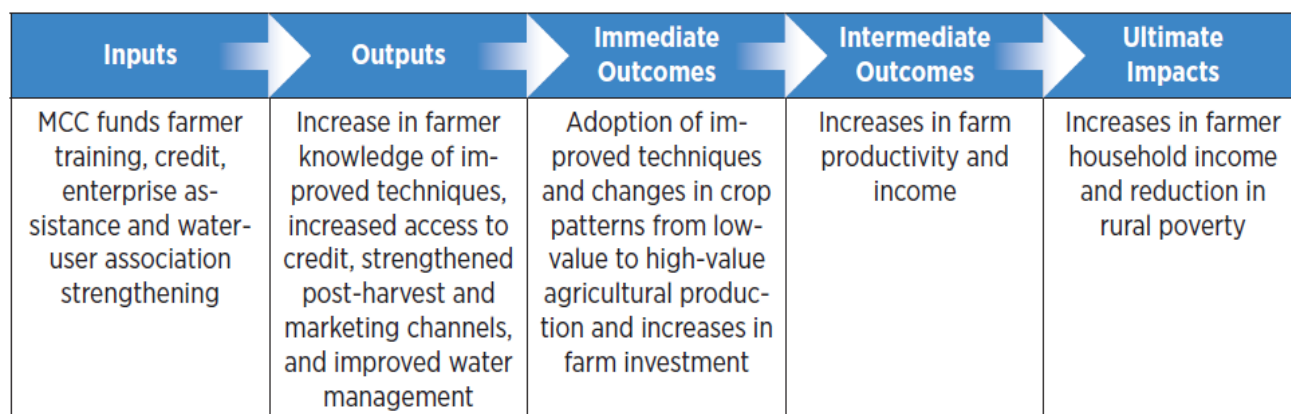 Inputs
Outputs
Immediate
Outcomes
Intermediate
Outcomes
Ultimate
Impacts
MCC funds farmer
training, credit,
enterprise as-
sistance and water-
user association
strengthening
Increase in farmer
knowledge of im-
proved techniques,
increased access to
credit, strengthened
post-harvest and
marketing channels,
and improved water
management
Adoption of im-
proved techniques
and changes in crop
patterns from low-
value to high-value
agricultural produc-
tion and increases in
farm investment
Increases in farm
productivity and
income
Increases in farmer
household income
and reduction in
rural poverty